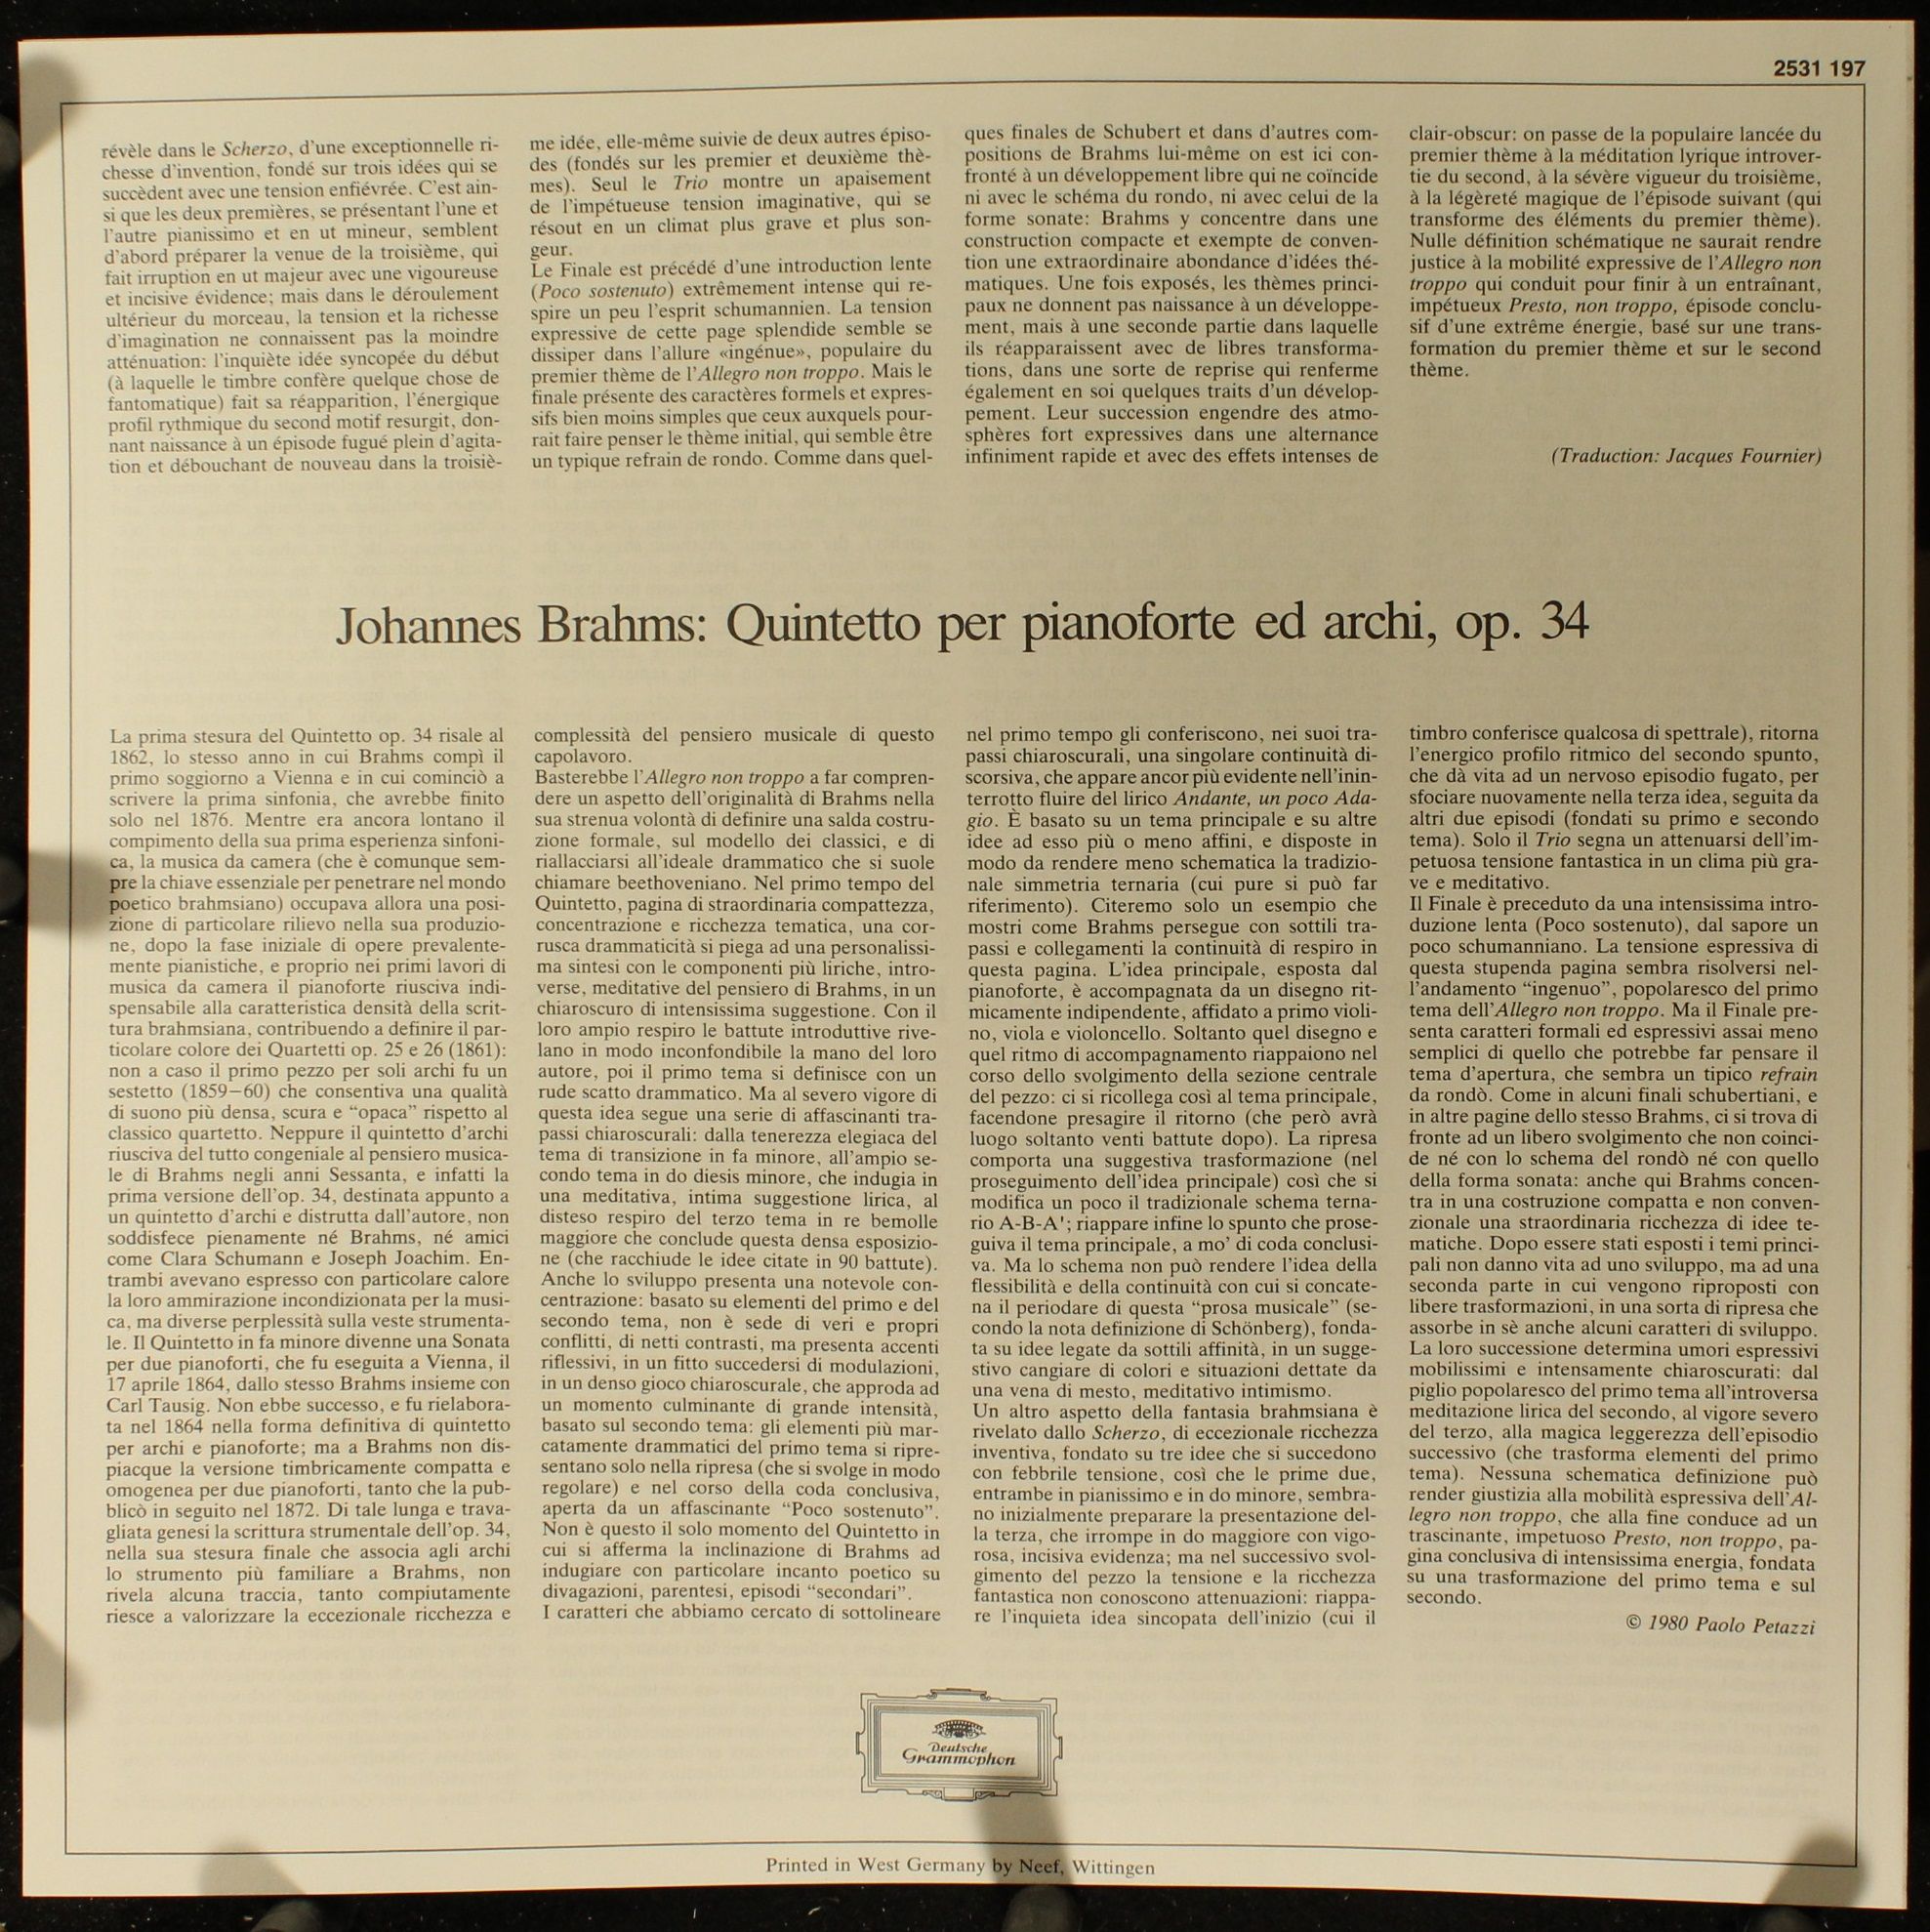 2531 197
révèle dans le Scherzo, d'une exceptionnelle ri-
chesse d'invention, fondé sur trois idées qui se
succèdent avec une tension enfiévrée. C'est ain-
si que les deux premières, se présentant l'une et
l'autre pianissimo et en ut mineur, semblent
d'abord préparer la venue de la troisième, qui
fait irruption en ut majeur avec une vigoureuse
et incisive évidence; mais dans le déroulement
ultérieur du morceau, la tension et la richesse
d'imagination ne connaissent pas la moindre
atténuation: l'inquiète idée syncopée du début
(à laquelle le timbre confère quelque chose de
fantomatique) fait sa réapparition, l'énergique
profil rythmique du second motif resurgit, don-
nant naissance à un épisode fugué plein d'agita-
tion et débouchant de nouveau dans la troisiè-
me idée, elle-même suivie de deux autres épiso-
des (fondés sur les premier et deuxième thè-
mes). Seul le Trio montre un apaisement
de l'impétueuse tension imaginative, qui se
résout en un climat plus grave et plus son-
geur.
Le Finale est précédé d'une introduction lente
(Poco sostenuto) extrêmement intense qui re-
spire un peu l'esprit schumannien. La tension
expressive de cette page splendide semble se
dissiper dans l'allure «ingénue», populaire du
premier thème de l'Allegro non troppo. Mais le
finale présente des caractères formels et expres-
sifs bien moins simples que ceux auxquels pour-
rait faire penser le thème initial, qui semble être
un typique refrain de rondo. Comme dans quel-
ques finales de Schubert et dans d'autres com-
positions de Brahms lui-même on est ici con-
fronté à un développement libre qui ne coïncide
ni avec le schéma du rondo, ni avec celui de la
forme sonate: Brahms y concentre dans une
construction compacte et exempte de conven-
tion une extraordinaire abondance d'idées thé-
matiques. Une fois exposés, les thèmes princi-
paux ne donnent pas naissance à un développe-
ment, mais à une seconde partie dans laquelle
ils réapparaissent avec de libres transforma-
tions, dans une sorte de reprise qui renferme
également en soi quelques traits d'un dévelop-
pement. Leur succession engendre des atmo-
sphères fort expressives dans une alternance
infiniment rapide et avec des effets intenses de
clair-obscur: on passe de la populaire lancée du
premier thème à la méditation lyrique introver-
tie du second, à la sévère vigueur du troisième,
à la légèreté magique de l'épisode suivant (qui
transforme des éléments du premier thème).
Nulle définition schématique ne saurait rendre
justice à la mobilité expressive de l'Allegro non
troppo qui conduit pour finir à un entraînant,
impétueux Presto, non troppo, épisode conclu-
sif d'une extrême énergie, basé sur une trans-
formation du premier thème et sur le second
thème.
(Traduction: Jacques Fournier)
Johannes Brahms: Quintetto per pianoforte ed archi, op. 34
La prima stesura del Quintetto op. 34 risale al
1862, lo stesso anno in cui Brahms compì il
primo soggiorno a Vienna e in cui cominciò a
scrivere la prima sinfonia, che avrebbe finito
solo nel 1876. Mentre era ancora lontano il
compimento della sua prima esperienza sinfoni-
ca, la musica da camera (che è comunque sem-
pre la chiave essenziale per penetrare nel mondo
poetico brahmsiano) occupava allora una posi-
zione di particolare rilievo nella sua produzio-
ne, dopo la fase iniziale di opere prevalente-
mente pianistiche, e proprio nei primi lavori di
musica da camera il pianoforte riusciva indi-
spensabile alla caratteristica densità della scrit-
tura brahmsiana, contribuendo a definire il par-
ticolare colore dei Quartetti op. 25 e 26 (1861):
non a caso il primo pezzo per soli archi fu un
sestetto (1859–60) che consentiva una qualità
di suono più densa, scura e “opaca” rispetto al
classico quartetto. Neppure il quintetto d'archi
riusciva del tutto congeniale al pensiero musica-
le di Brahms negli anni Sessanta, e infatti la
prima versione dell'op. 34, destinata appunto a
un quintetto d'archi e distrutta dall'autore, non
soddisfece pienamente né Brahms, né amici
come Clara Schumann e Joseph Joachim. En-
trambi avevano espresso con particolare calore
la loro ammirazione incondizionata per la musi-
ca, ma diverse perplessità sulla veste strumenta-
le. Il Quintetto in fa minore divenne una Sonata
per due pianoforti, che fu eseguita a Vienna, il
17 aprile 1864, dallo stesso Brahms insieme con
Carl Tausig. Non ebbe successo, e fu rielabora-
ta nel 1864 nella forma definitiva di quintetto
per archi e pianoforte; ma a Brahms non dis-
piacque la versione timbricamente compatta e
omogenea per due pianoforti, tanto che la pub-
blicò in seguito nel 1872. Di tale lunga e trava-
gliata genesi la scrittura strumentale dell'op. 34,
nella sua stesura finale che associa agli archi
lo strumento più familiare a Brahms, non
rivela alcuna traccia, tanto compiutamente
riesce a valorizzare la eccezionale ricchezza e
complessità del pensiero musicale di questo
capolavoro.
Basterebbe l'Allegro non troppo a far compren-
dere un aspetto dell'originalità di Brahms nella
sua strenua volontà di definire una salda costru-
zione formale, sul modello dei classici, e di
riallacciarsi all'ideale drammatico che si suole
chiamare beethoveniano. Nel primo tempo del
Quintetto, pagina di straordinaria compattezza,
concentrazione e ricchezza tematica, una cor-
rusca drammaticità si piega ad una personalissi-
ma sintesi con le componenti più liriche, intro-
verse, meditative del pensiero di Brahms, in un
chiaroscuro di intensissima suggestione. Con il
loro ampio respiro le battute introduttive rive-
lano in modo inconfondibile la mano del loro
autore, poi il primo tema si definisce con un
rude scatto drammatico. Ma al severo vigore di
questa idea segue una serie di affascinanti tra-
passi chiaroscurali: dalla tenerezza elegiaca del
tema di transizione in fa minore, all'ampio se-
condo tema in do diesis minore, che indugia in
una meditativa, intima suggestione lirica, al
disteso respiro del terzo tema in re bemolle
maggiore che conclude questa densa esposizio-
ne (che racchiude le idee citate in 90 battute).
Anche lo sviluppo presenta una notevole con-
centrazione: basato su elementi del primo e del
secondo tema, non è sede di veri e propri
conflitti, di netti contrasti, ma presenta accenti
riflessivi, in un fitto succedersi di modulazioni,
in un denso gioco chiaroscurale, che approda ad
un momento culminante di grande intensità,
basato sul secondo tema: gli elementi più mar-
catamente drammatici del primo tema si ripre-
sentano solo nella ripresa (che si svolge in modo
regolare) e nel corso della coda conclusiva,
aperta da un affascinante “Poco sostenuto”.
Non è questo il solo momento del Quintetto in
cui si afferma la inclinazione di Brahms ad
indugiare con particolare incanto poetico su
divagazioni, parentesi, episodi “secondari”.
I caratteri che abbiamo cercato di sottolineare
nel primo tempo gli conferiscono, nei suoi tra-
passi chiaroscurali, una singolare continuità di-
scorsiva, che appare ancor più evidente nell'inin-
terrotto fluire del lirico Andante, un poco Ada-
gio. È basato su un tema principale e su altre
idee ad esso più o meno affini, e disposte in
modo da rendere meno schematica la tradizio-
nale simmetria ternaria (cui pure si può far
riferimento). Citeremo solo un esempio che
mostri come Brahms persegue con sottili tra-
passi e collegamenti la continuità di respiro in
questa pagina. L'idea principale, esposta dal
pianoforte, è accompagnata da un disegno rit-
micamente indipendente, affidato a primo violi-
no, viola e violoncello. Soltanto quel disegno e
quel ritmo di accompagnamento riappaiono nel
corso dello svolgimento della sezione centrale
del pezzo: ci si ricollega così al tema principale,
facendone presagire il ritorno (che però avrà
luogo soltanto venti battute dopo). La ripresa
comporta una suggestiva trasformazione (nel
proseguimento dell'idea principale) così che si
modifica un poco il tradizionale schema terna-
rio A-B-A'; riappare infine lo spunto che prose-
guiva il tema principale, a mo' di coda conclusi-
va. Ma lo schema non può rendere l'idea della
flessibilità e della continuità con cui si concate-
na il periodare di questa “prosa musicale” (se-
condo la nota definizione di Schönberg), fonda-
ta su idee legate da sottili affinità, in un sugge-
stivo cangiare di colori e situazioni dettate da
una vena di mesto, meditativo intimismo.
Un altro aspetto della fantasia brahmsiana è
rivelato dallo Scherzo, di eccezionale ricchezza
inventiva, fondato su tre idee che si succedono
con febbrile tensione, così che le prime due,
entrambe in pianissimo e in do minore, sembra-
no inizialmente preparare la presentazione del-
la terza, che irrompe in do maggiore con vigo-
rosa, incisiva evidenza; ma nel successivo svol-
gimento del pezzo la tensione e la ricchezza
fantastica non conoscono attenuazioni: riappa-
re l'inquieta idea sincopata dell'inizio (cui il
timbro conferisce qualcosa di spettrale), ritorna
l'energico profilo ritmico del secondo spunto,
che dà vita ad un nervoso episodio fugato, per
sfociare nuovamente nella terza idea, seguita da
altri due episodi (fondati su primo e secondo
tema). Solo il Trio segna un attenuarsi dell'im-
petuosa tensione fantastica in un clima più gra-
ve e meditativo.
Il Finale è preceduto da una intensissima intro-
duzione lenta (Poco sostenuto), dal sapore un
poco schumanniano. La tensione espressiva di
questa stupenda pagina sembra risolversi nel-
l'andamento “ingenuo”, popolaresco del primo
tema dell'Allegro non troppo. Ma il Finale pre-
senta caratteri formali ed espressivi assai meno
semplici di quello che potrebbe far pensare il
tema d'apertura, che sembra un tipico refrain
da rondò. Come in alcuni finali schubertiani, e
in altre pagine dello stesso Brahms, ci si trova di
fronte ad un libero svolgimento che non coinci-
de né con lo schema del rondò né con quello
della forma sonata: anche qui Brahms concen-
tra in una costruzione compatta e non conven-
zionale una straordinaria ricchezza di idee te-
matiche. Dopo essere stati esposti i temi princi-
pali non danno vita ad uno sviluppo, ma ad una
seconda parte in cui vengono riproposti con
libere trasformazioni, in una sorta di ripresa che
assorbe in sè anche alcuni caratteri di sviluppo.
La loro successione determina umori espressivi
mobilissimi e intensamente chiaroscurati: dal
piglio popolaresco del primo tema all'introversa
meditazione lirica del secondo, al vigore severo
del terzo, alla magica leggerezza dell'episodio
successivo (che trasforma elementi del primo
tema). Nessuna schematica definizione può
render giustizia alla mobilità espressiva dell'Al-
legro non troppo, che alla fine conduce ad un
trascinante, impetuoso Presto, non troppo, pa-
gina conclusiva di intensissima energia, fondata
su una trasformazione del primo tema e sul
secondo.
© 1980 Paolo Petazzi
Deutsche
Grammophon
Printed in West Germany by Neef, Wittingen